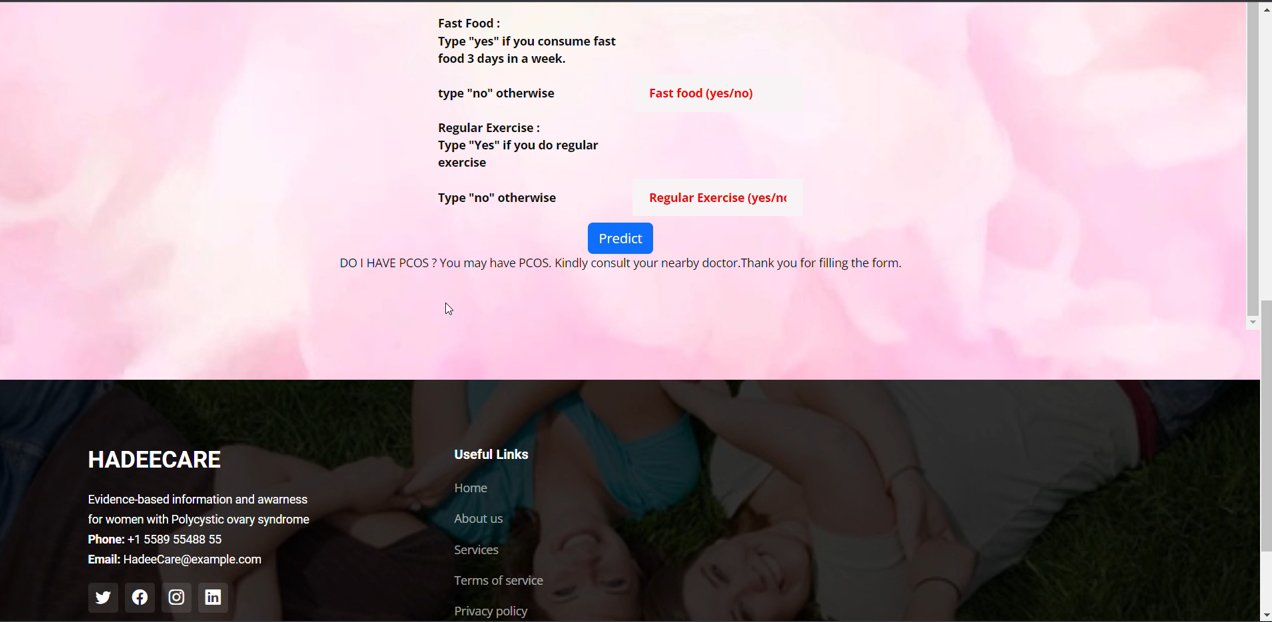 Fast Food :
Type "yes" if you consume fast
food 3 days in a week.
type "no" otherwise
Fast food (yes/no)
Regular Exercise :
Type "Yes" if you do regular
exercise
Type "no" otherwise
Regular Exercise (yes/no
Predict
DO I HAVE PCOS ? You may have PCOS. Kindly consult your nearby doctor.Thank you for filling the form.
HADEECARE
Evidence-based information and awarness
for women with Polycystic ovary syndrome
Phone: +1 5589 55488 55
Email: HadeeCare@example.com
Useful Links
Home
About us
Services
Terms of service
Privacy policy